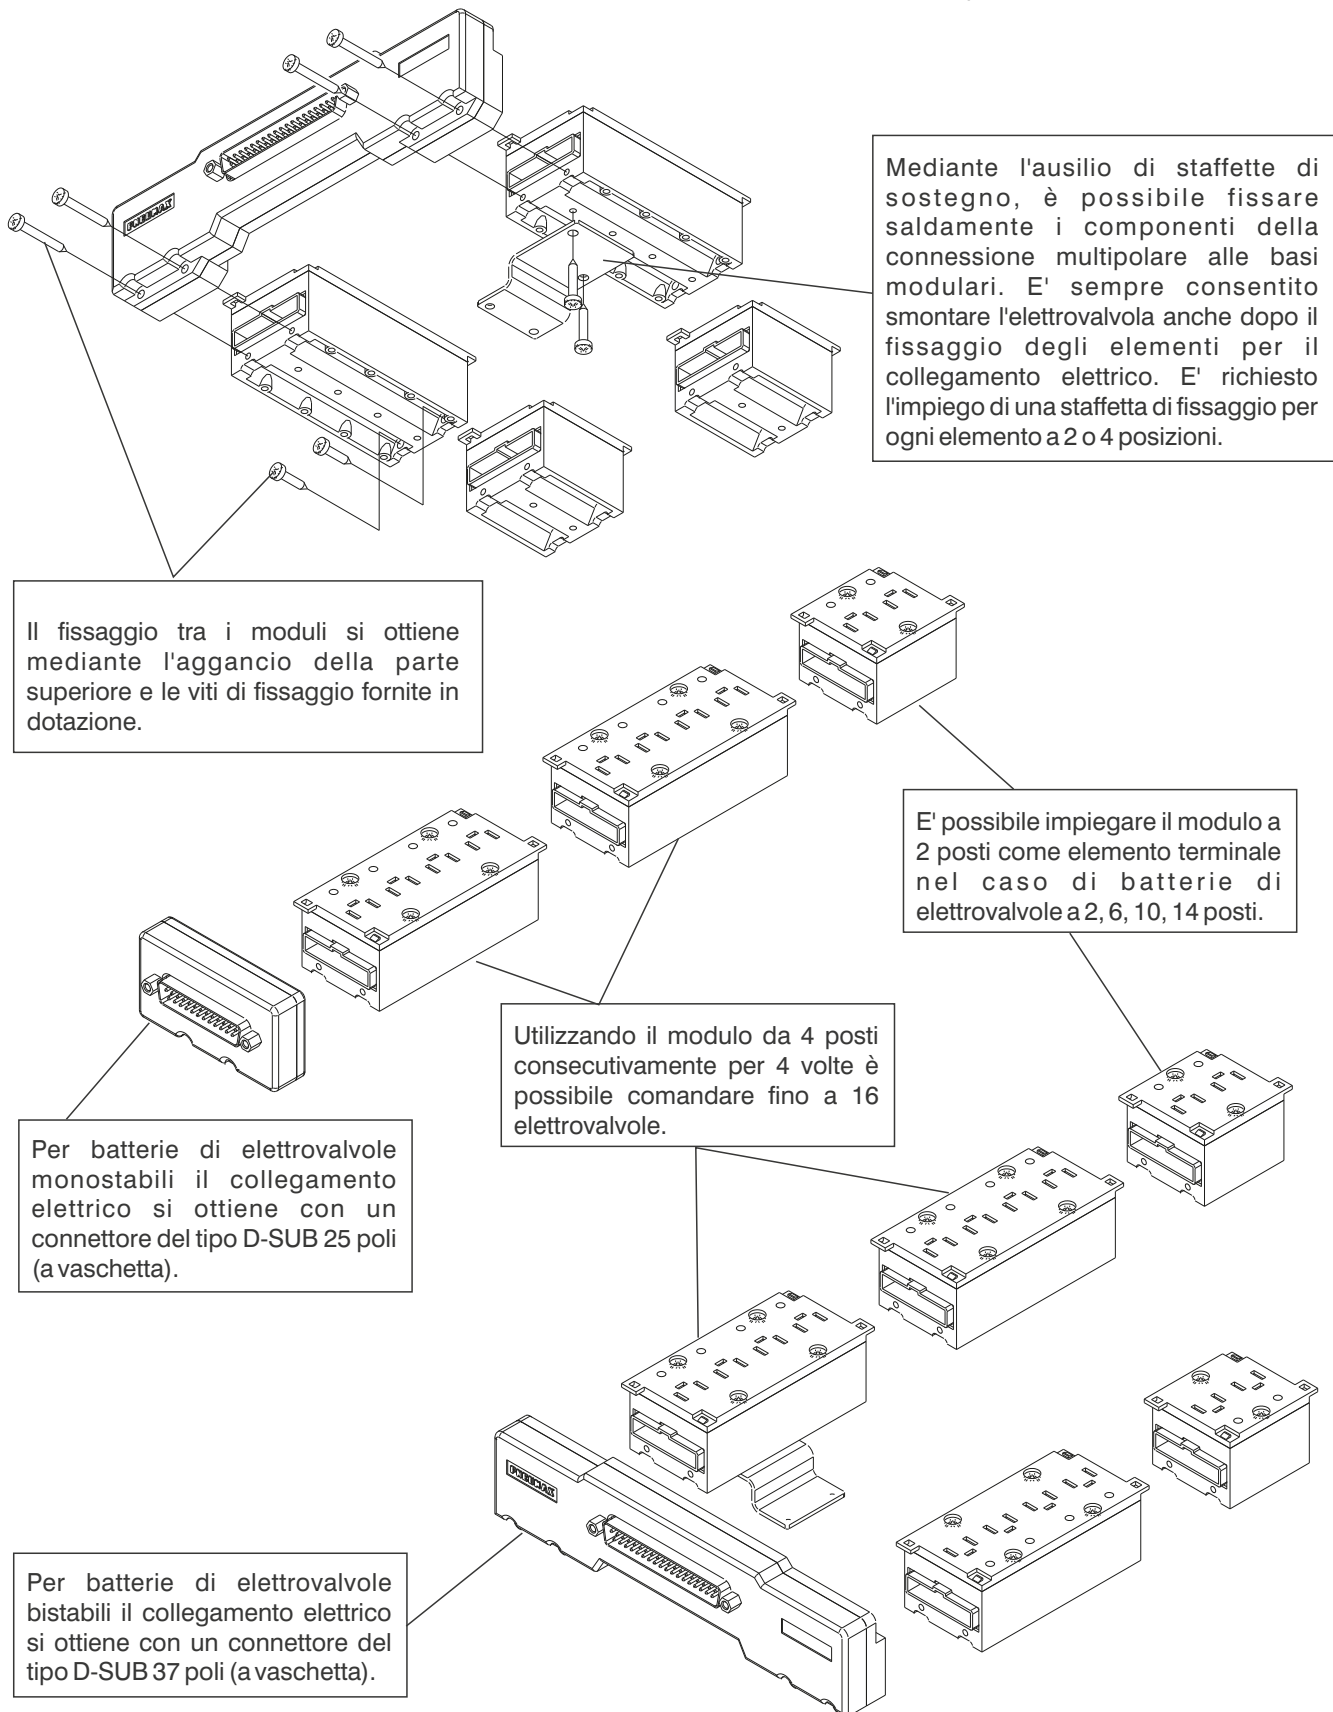 Mediante l'ausilio di staffette di
sostegno, è possibile fissare
saldamente i componenti della
connessione multipolare alle basi
modulari. E' sempre consentito
smontare l'elettrovalvola anche dopo il
fissaggio degli elementi per il
collegamento elettrico. E' richiesto
l'impiego di una staffetta di fissaggio per
ogni elemento a 2 o 4 posizioni.
Il fissaggio tra i moduli si ottiene
mediante l'aggancio della parte
superiore e le viti di fissaggio fornite in
dotazione.
E' possibile impiegare il modulo a
2 posti come elemento terminale
nel caso di batterie di
elettrovalvole a 2, 6, 10, 14 posti.
Utilizzando il modulo da 4 posti
consecutivamente per 4 volte è
possibile comandare fino a 16
elettrovalvole.
Per batterie di elettrovalvole
monostabili il collegamento
elettrico si ottiene con un
connettore del tipo D-SUB 25 poli
(a vaschetta).
PNEUMAX
Per batterie di elettrovalvole
bistabili il collegamento elettrico
si ottiene con un connettore del
tipo D-SUB 37 poli (a vaschetta).